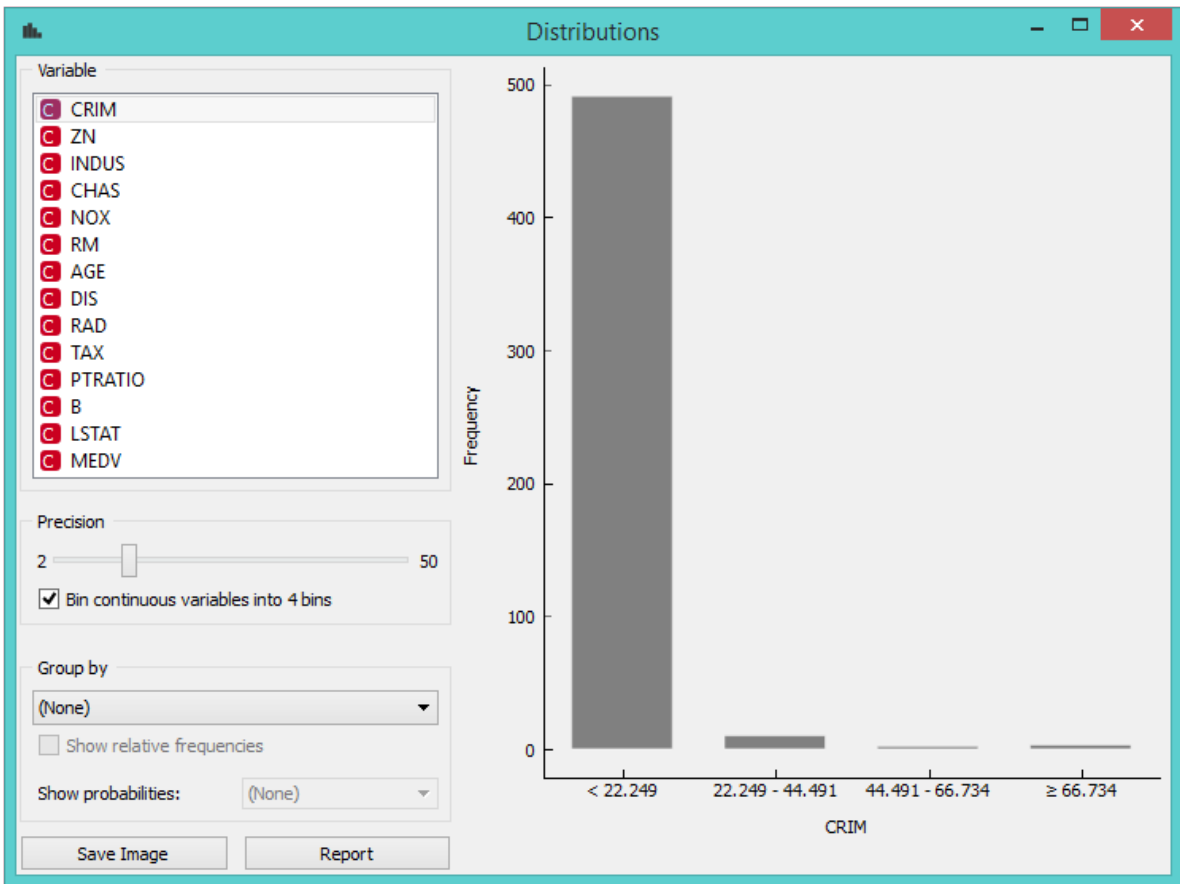 Distributions
Variable
C CRIM
C ZN
C INDUS
C CHAS
C NOX
C RM
C AGE
C DIS
C RAD
C TAX
C PTRATIO
C B
C LSTAT
C MEDV
Precision
2 50
Bin continuous variables into 4 bins
Group by
(None)
Show relative frequencies
Show probabilities: (None)
Save Image Report
500
400
300
200
100
0
Frequency
< 22.249 22.249 - 44.491 44.491 - 66.734 ≥ 66.734
CRIM